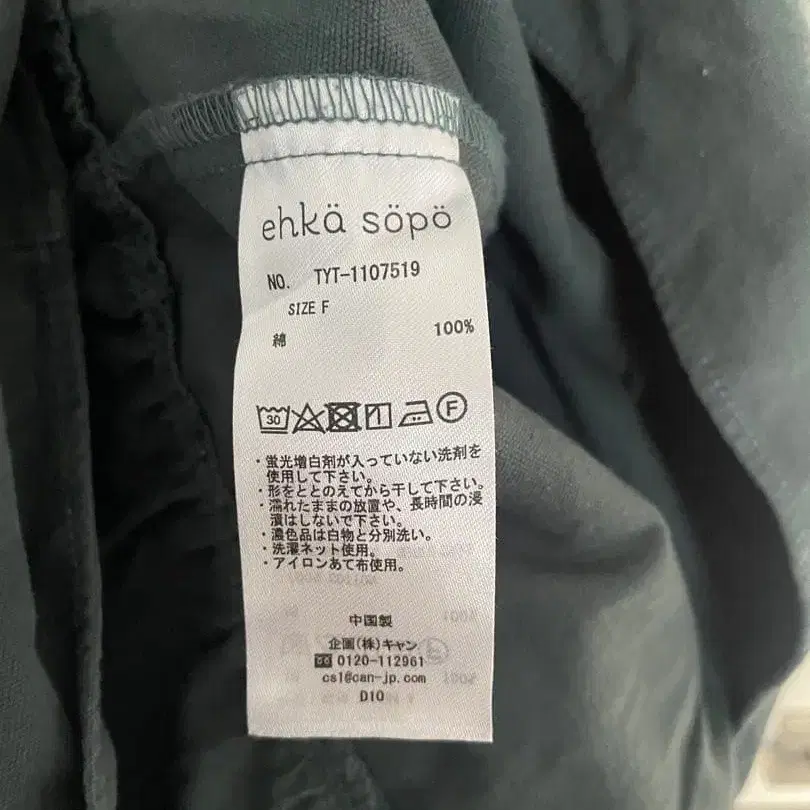 ehkä söpö
NO. TYT-1107519
SIZE F
綿 100%
30 F
・蛍光増白剤が入っていない洗剤を
使用して下さい。
・形をととのえてから干して下さい。
・濡れたままの放置や、長時間の浸
漬はしないで下さい。
・濃色品は白物と分別洗い。
・洗濯ネット使用。
・アイロンあて布使用。
中国製
企画(株)キャン
0120-112961
cs1@can-jp.com
D10